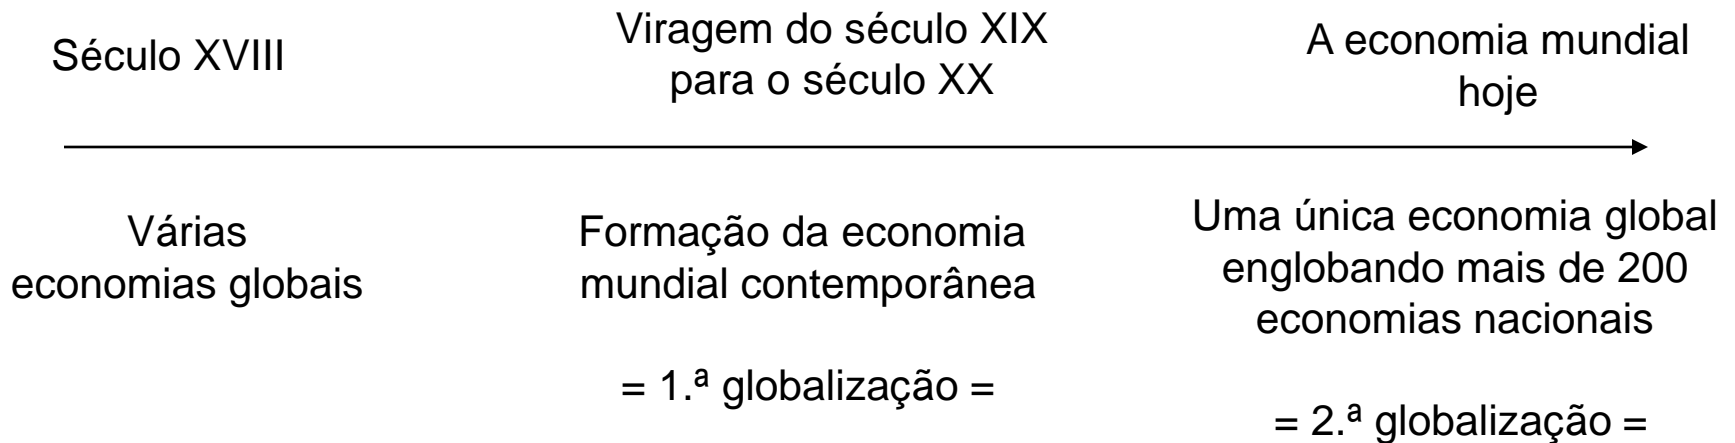 Século XVIII
Viragem do século XIX
para o século XX
A economia mundial
hoje
Várias
economias globais
Formação da economia
mundial contemporânea
= 1.ª globalização =
Uma única economia global
englobando mais de 200
economias nacionais
= 2.ª globalização =